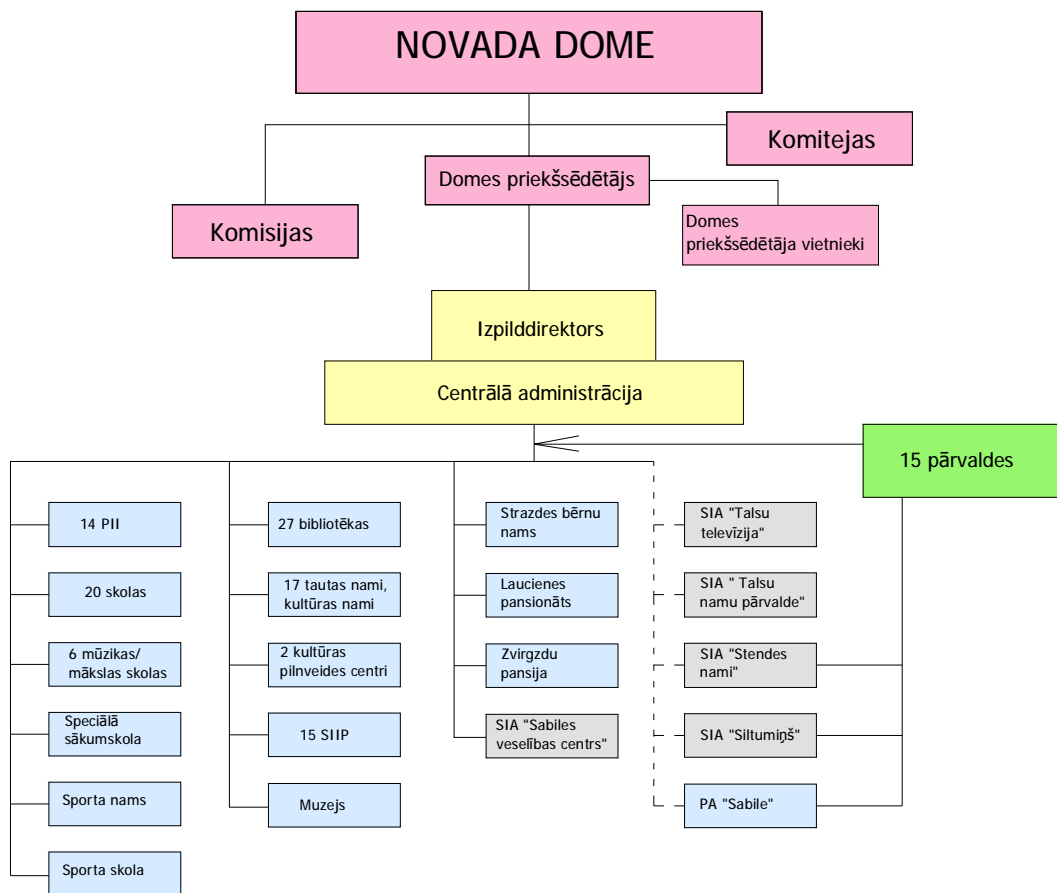 NOVADA DOME
Komitejas
Domes priekšsēdētājs
Komisijas
Domes
priekšsēdētāja vietnieki
Izpilddirektors
Centrālā administrācija
15 pārvaldes
14 PII
20 skolas
6 mūzikas/
mākslas skolas
Speciālā
sākumskola
Sporta nams
Sporta skola
27 bibliotēkas
17 tautas nami,
kultūras nami
2 kultūras
pilnveides centri
15 SIIP
Muzejs
Strazdes bērnu
nams
Laucienes
pansionāts
Zvirgzdu
pansija
SIA "Sabiles
veselības centrs"
SIA "Talsu
televīzija"
SIA " Talsu
namu pārvalde"
SIA "Stendes
nami"
SIA "Siltumiņš"
PA "Sabile"